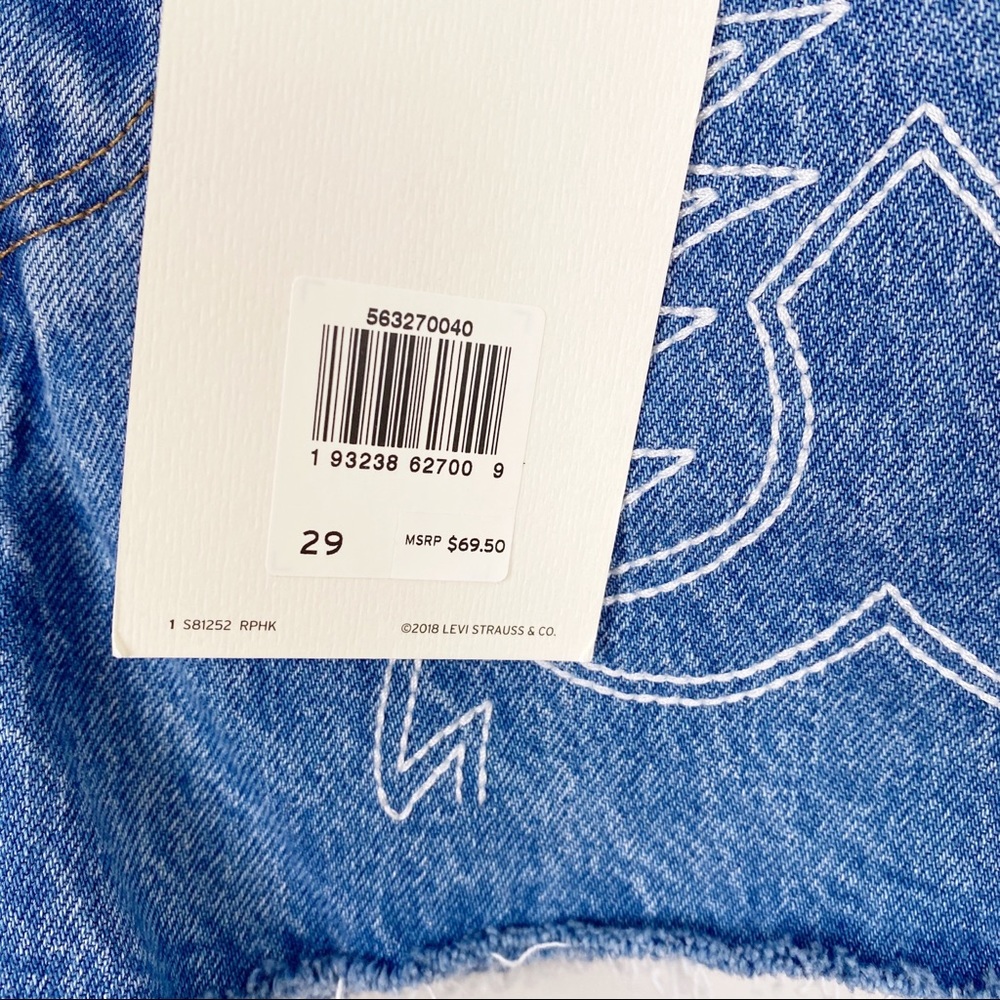 563270040
1 93238 62700 9
29 MSRP $69.50
1 S81252 RPHK ©2018 LEVI STRAUSS & CO.